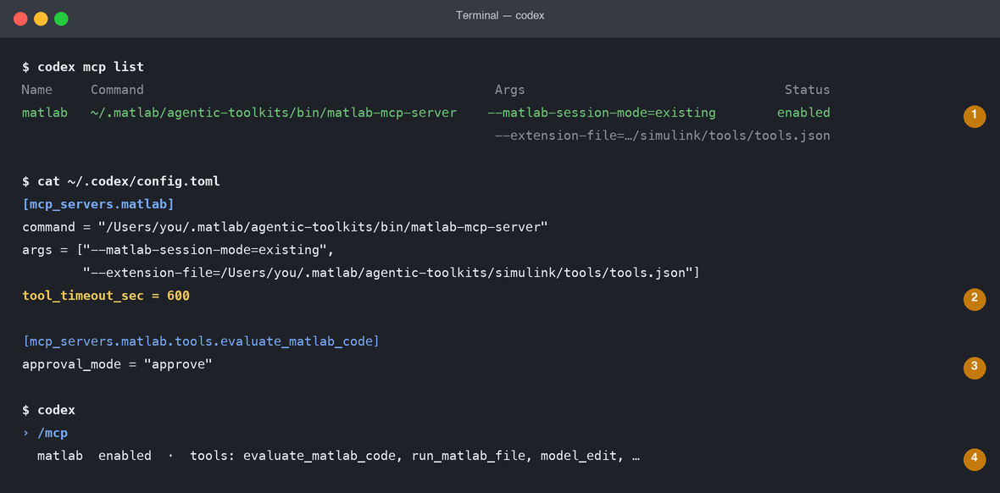 Terminal — codex
$ codex mcp list
Name Command Args Status
matlab ~/.matlab/agentic-toolkits/bin/matlab-mcp-server --matlab-session-mode=existing enabled 1
--extension-file=…/simulink/tools/tools.json
$ cat ~/.codex/config.toml
[mcp_servers.matlab]
command = "/Users/you/.matlab/agentic-toolkits/bin/matlab-mcp-server"
args = ["--matlab-session-mode=existing",
"--extension-file=/Users/you/.matlab/agentic-toolkits/simulink/tools/tools.json"]
tool_timeout_sec = 600 2
[mcp_servers.matlab.tools.evaluate_matlab_code]
approval_mode = "approve" 3
$ codex
› /mcp
matlab enabled · tools: evaluate_matlab_code, run_matlab_file, model_edit, … 4